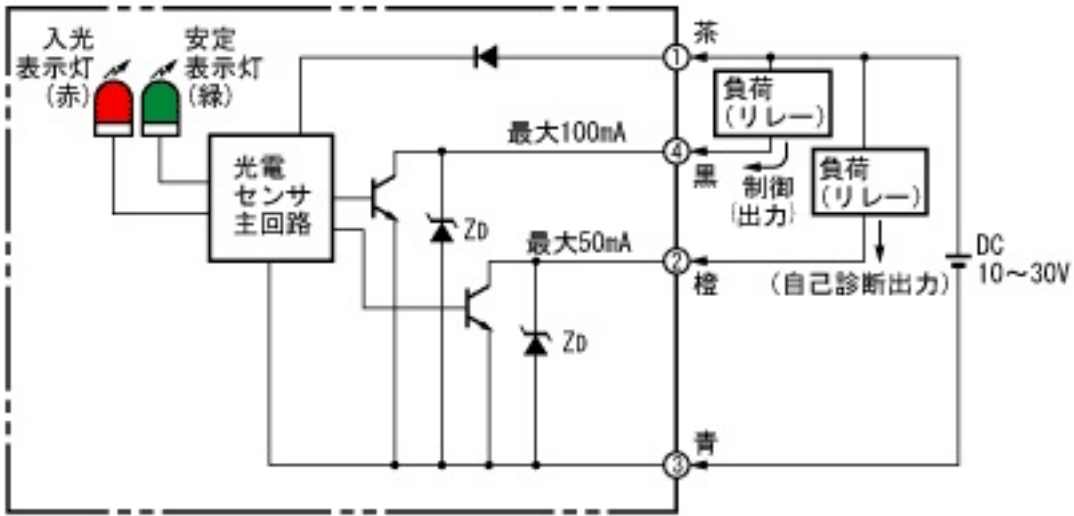 入光
表示灯
(赤)
安定
表示灯
(緑)
光電
センサ
主回路
最大100mA
ZD
最大50mA
ZD
①
茶
④
黒
②
橙
③
青
負荷
(リレー)
制御
(出力)
負荷
(リレー)
(自己診断出力)
DC
10～30V